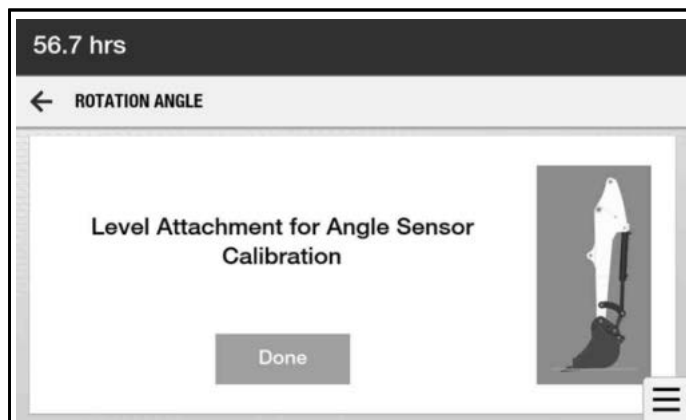 56.7 hrs
ROTATION ANGLE
Level Attachment for Angle Sensor
Calibration
Done